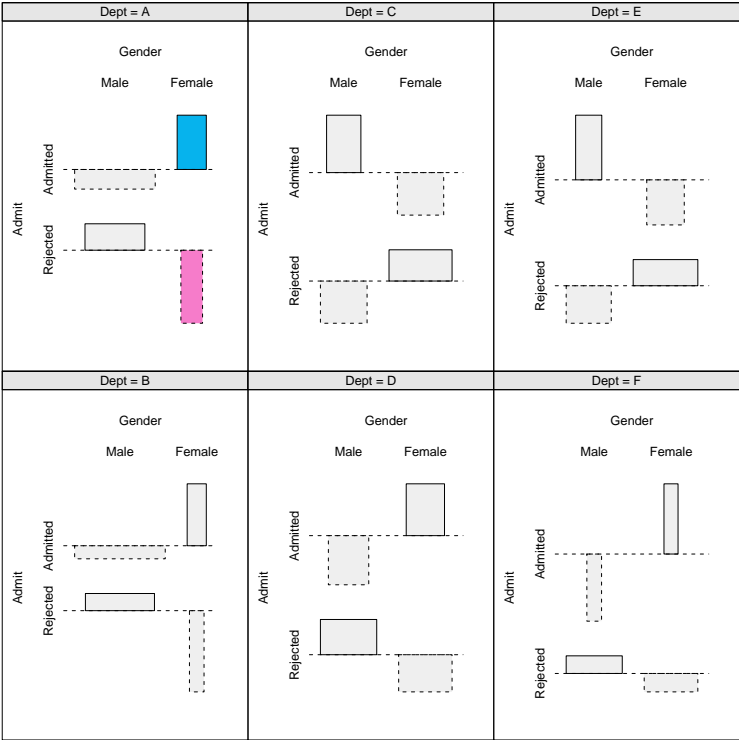 Dept = A
Gender
Male Female
Admit
Admitted
Rejected
Dept = C
Gender
Male Female
Admit
Admitted
Rejected
Dept = E
Gender
Male Female
Admit
Admitted
Rejected
Dept = B
Gender
Male Female
Admit
Admitted
Rejected
Dept = D
Gender
Male Female
Admit
Admitted
Rejected
Dept = F
Gender
Male Female
Admit
Admitted
Rejected